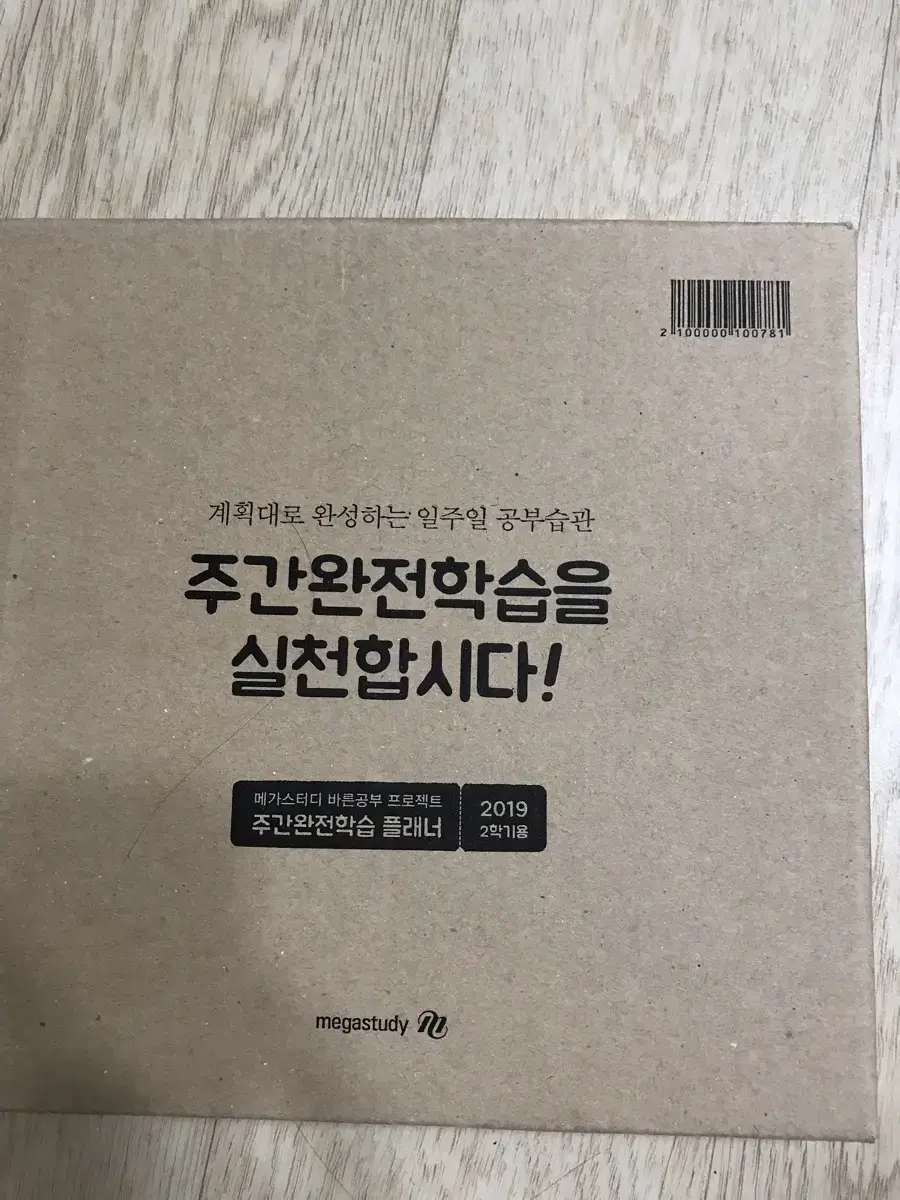 2 100000 100781
계획대로 완성하는 일주일 공부습관
주간완전학습을
실천합시다!
메가스터디 바른공부 프로젝트
주간완전학습 플래너
2019
2학기용
megastudy